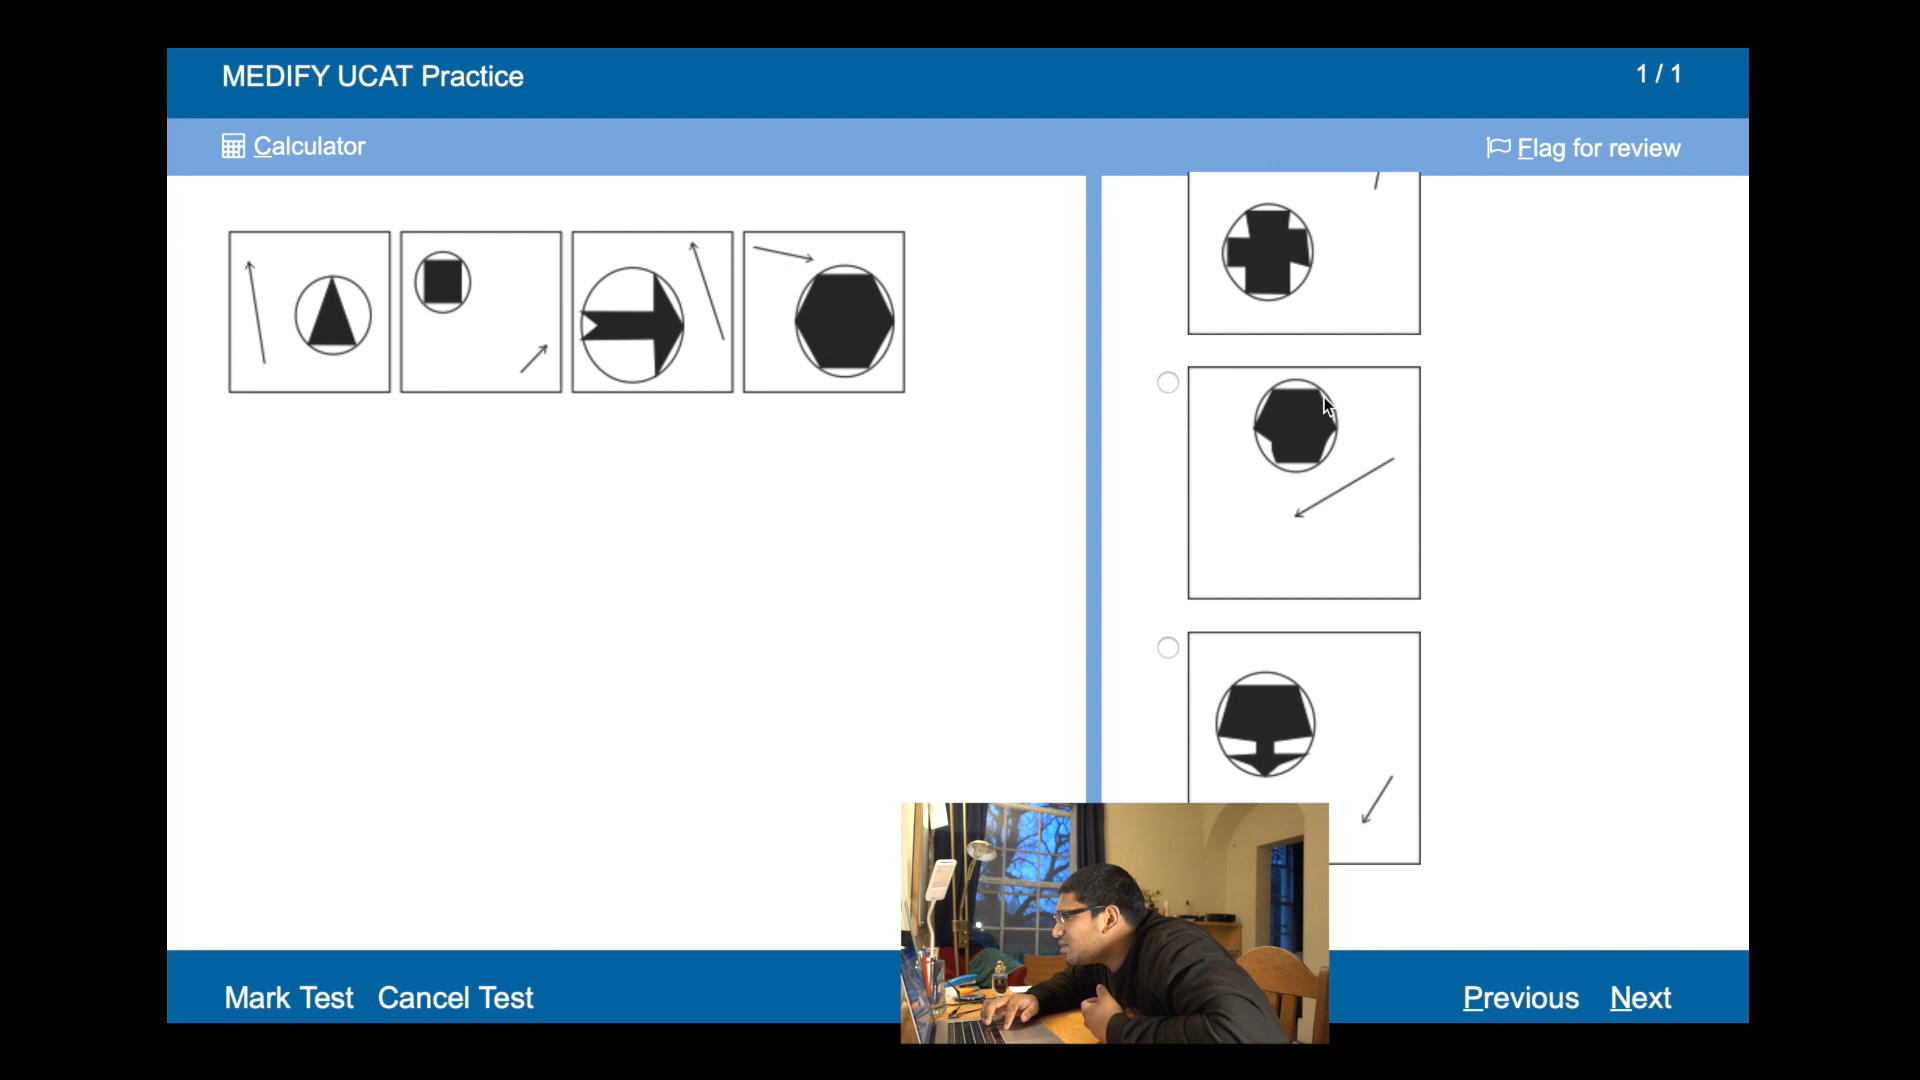 MEDIFY UCAT Practice
1 / 1
Calculator
Flag for review
Mark Test
Cancel Test
Previous
Next